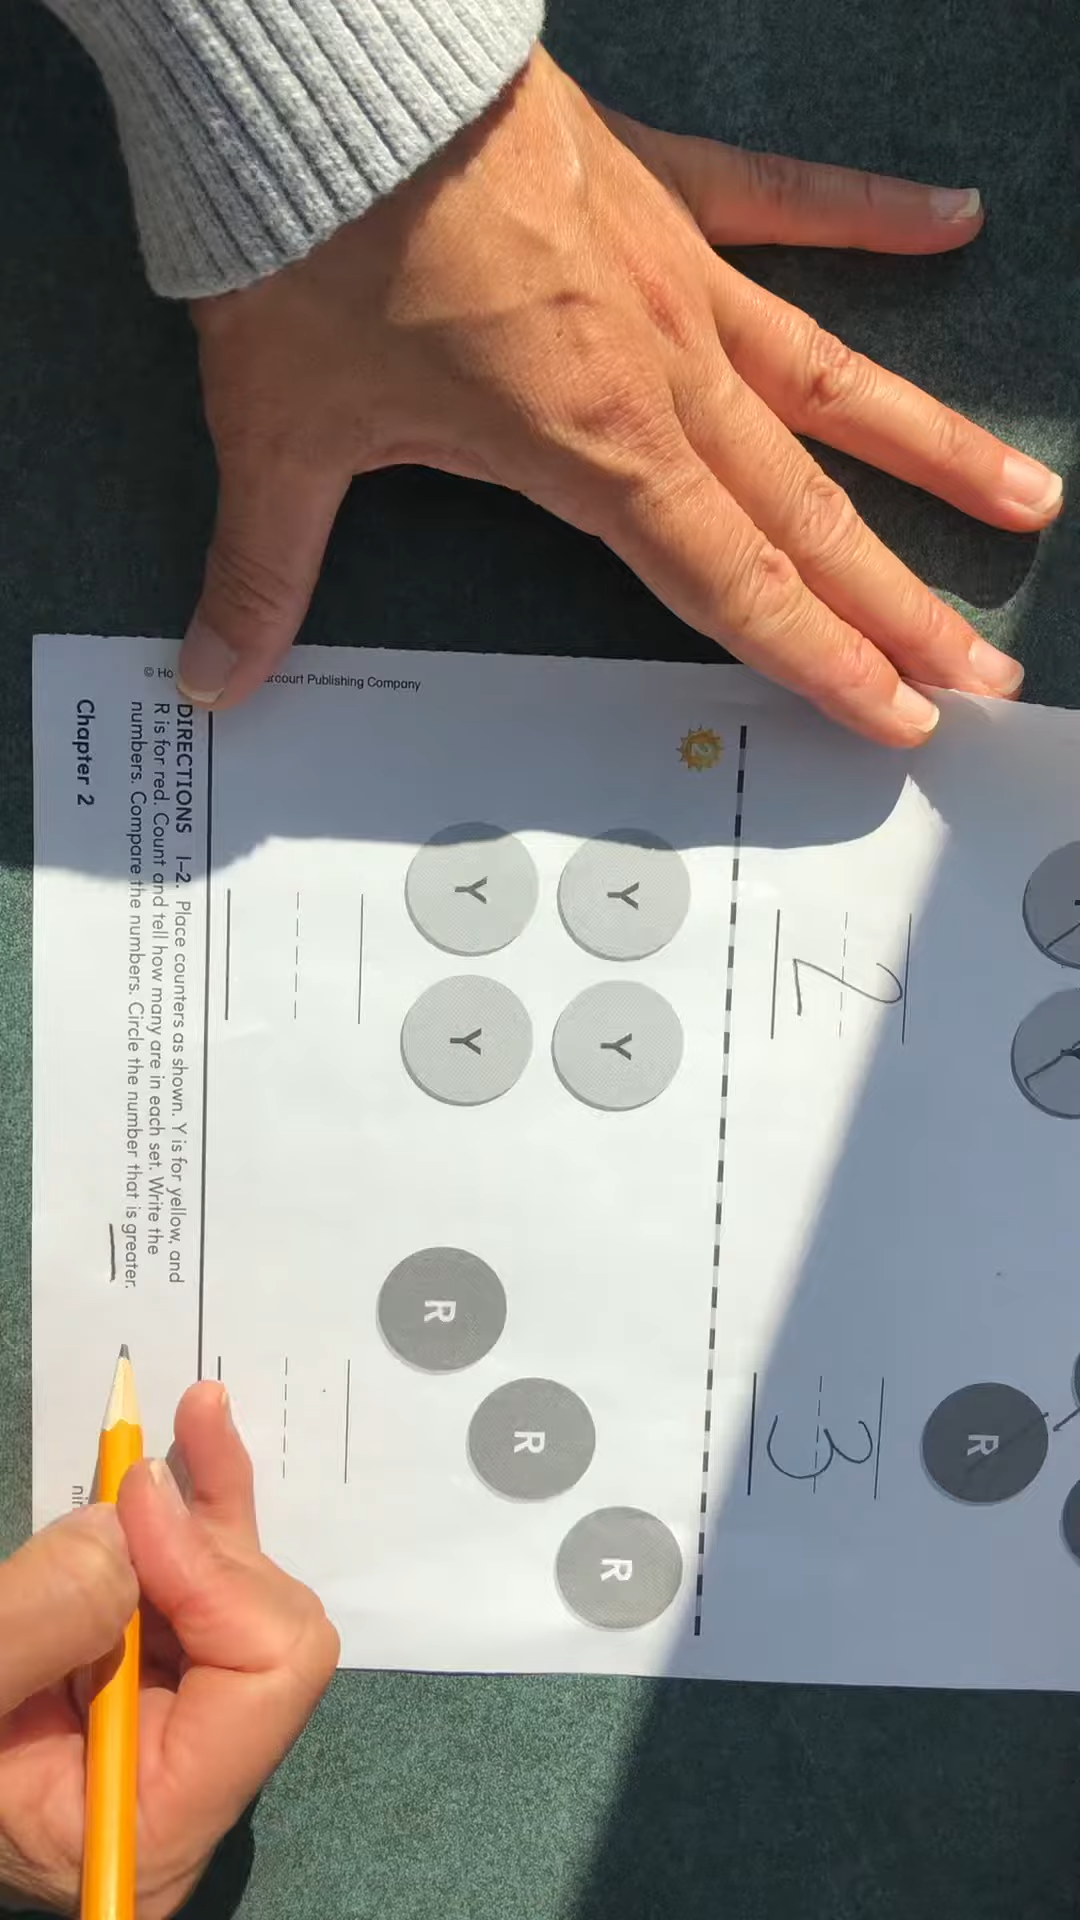 Y
R
2 3
2
Y Y R
Y Y R
R
DIRECTIONS 1–2. Place counters as shown. Y is for yellow, and
R is for red. Count and tell how many are in each set. Write the
numbers. Compare the numbers. Circle the number that is greater.
© Ho
arcourt Publishing Company
Chapter 2